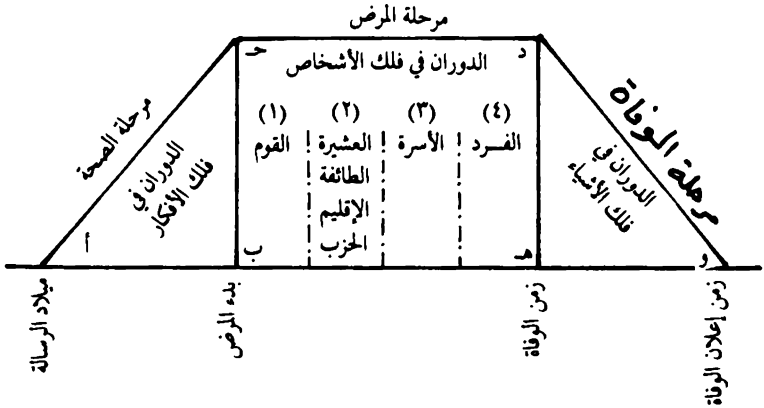 مرحلة المرض
حـ
د
الدوران في فلك الأشخاص
مرحلة الصحة
الدوران في
فلك الأفكار
أ
(١)
القوم
(٢)
العشيرة
الطائفة
الإقليم
الحزب
(٣)
الأسرة
(٤)
الفـرد
مرحلة الوفاة
الدوران في
فلك الأشياء
ب
هـ
و
ميلاد الرسالة
بدء المرض
زمن الوفاة
زمن إعلان الوفاة